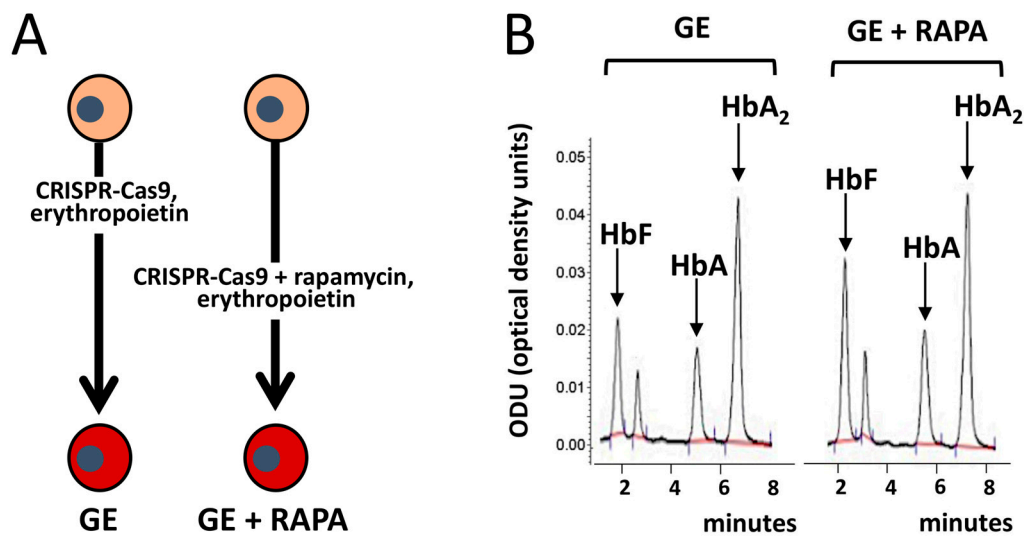 A
CRISPR-Cas9,
erythropoietin
CRISPR-Cas9 + rapamycin,
erythropoietin
GE
GE + RAPA
B
GE
GE + RAPA
ODU (optical density units)
0.05
0.04
0.03
0.02
0.01
0.00
HbF
HbA
HbA₂
HbF
HbA
HbA₂
2 4 6 8
minutes
2 4 6 8
minutes